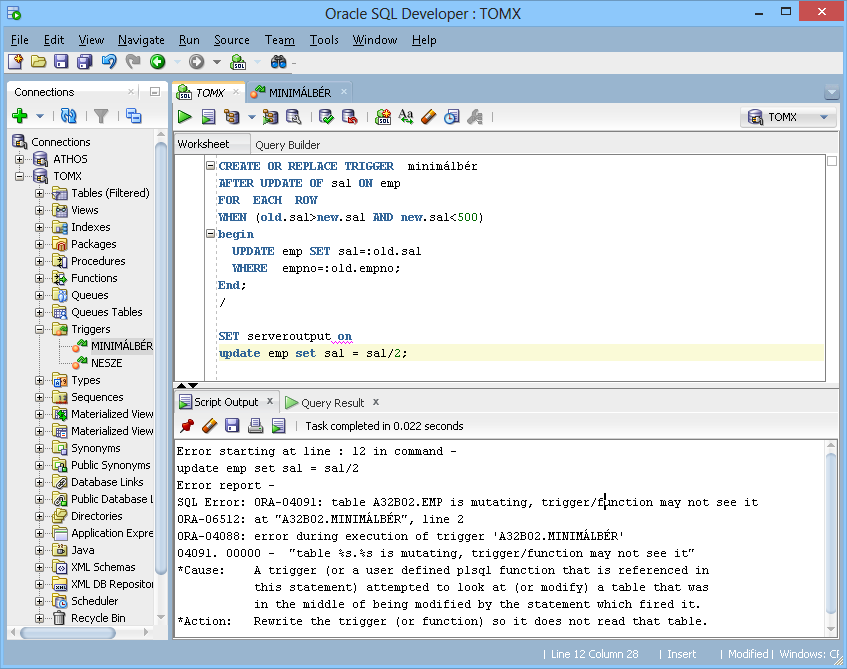 Oracle SQL Developer : TOMX
File Edit View Navigate Run Source Team Tools Window Help
Connections
TOMX
MINIMÁLBÉR
TOMX
Worksheet Query Builder
Connections
ATHOS
TOMX
Tables (Filtered)
Views
Indexes
Packages
Procedures
Functions
Queues
Queues Tables
Triggers
MINIMÁLBÉR
NESZE
Types
Sequences
Materialized View
Materialized View
Synonyms
Public Synonyms
Database Links
Public Database L
Directories
Application Expre
Java
XML Schemas
XML DB Repositor
Scheduler
Recycle Bin
CREATE OR REPLACE TRIGGER minimálbér
AFTER UPDATE OF sal ON emp
FOR EACH ROW
WHEN (old.sal>new.sal AND new.sal<500)
begin
UPDATE emp SET sal=:old.sal
WHERE empno=:old.empno;
End;
/
SET serveroutput on
update emp set sal = sal/2;
Script Output x Query Result x
Task completed in 0.022 seconds
Error starting at line : 12 in command -
update emp set sal = sal/2
Error report -
SQL Error: ORA-04091: table A32B02.EMP is mutating, trigger/function may not see it
ORA-06512: at "A32B02.MINIMÁLBÉR", line 2
ORA-04088: error during execution of trigger 'A32B02.MINIMÁLBÉR'
04091. 00000 - "table %s.%s is mutating, trigger/function may not see it"
*Cause: A trigger (or a user defined plsql function that is referenced in
this statement) attempted to look at (or modify) a table that was
in the middle of being modified by the statement which fired it.
*Action: Rewrite the trigger (or function) so it does not read that table.
Line 12 Column 28 | Insert | Modified | Windows: CF